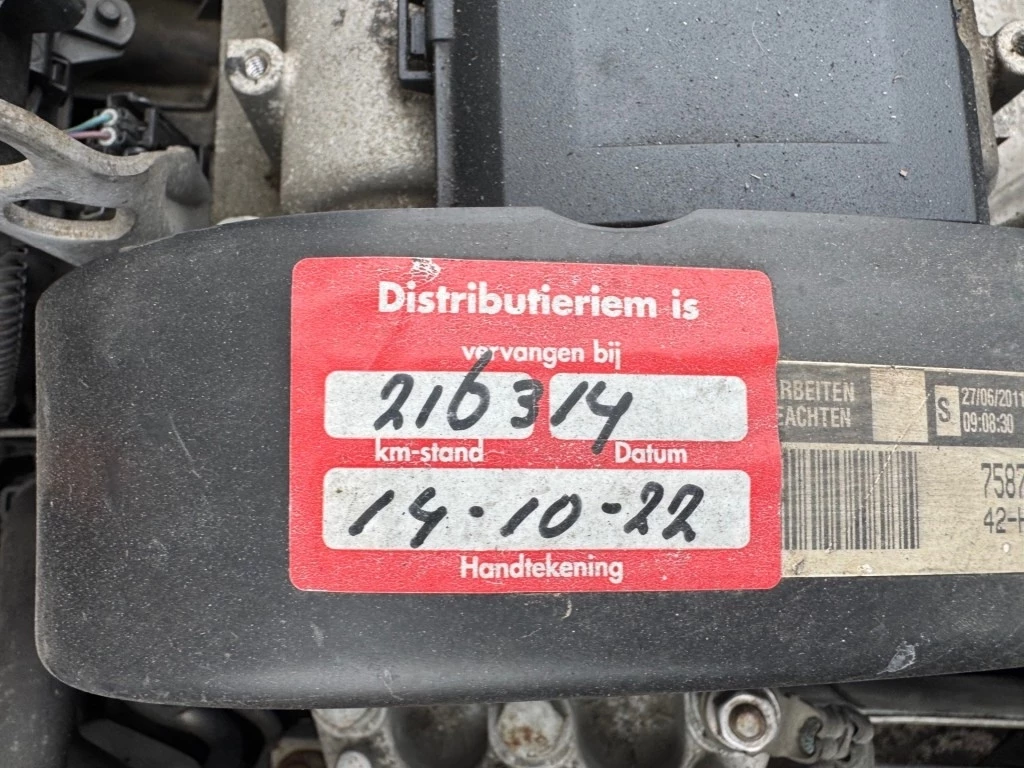 Distributieriem is
vervangen bij
216314
km-stand Datum
14-10-22
Handtekening
RBEITEN
EACHTEN
S
27/06/2011
09:08:30
7587
42-H